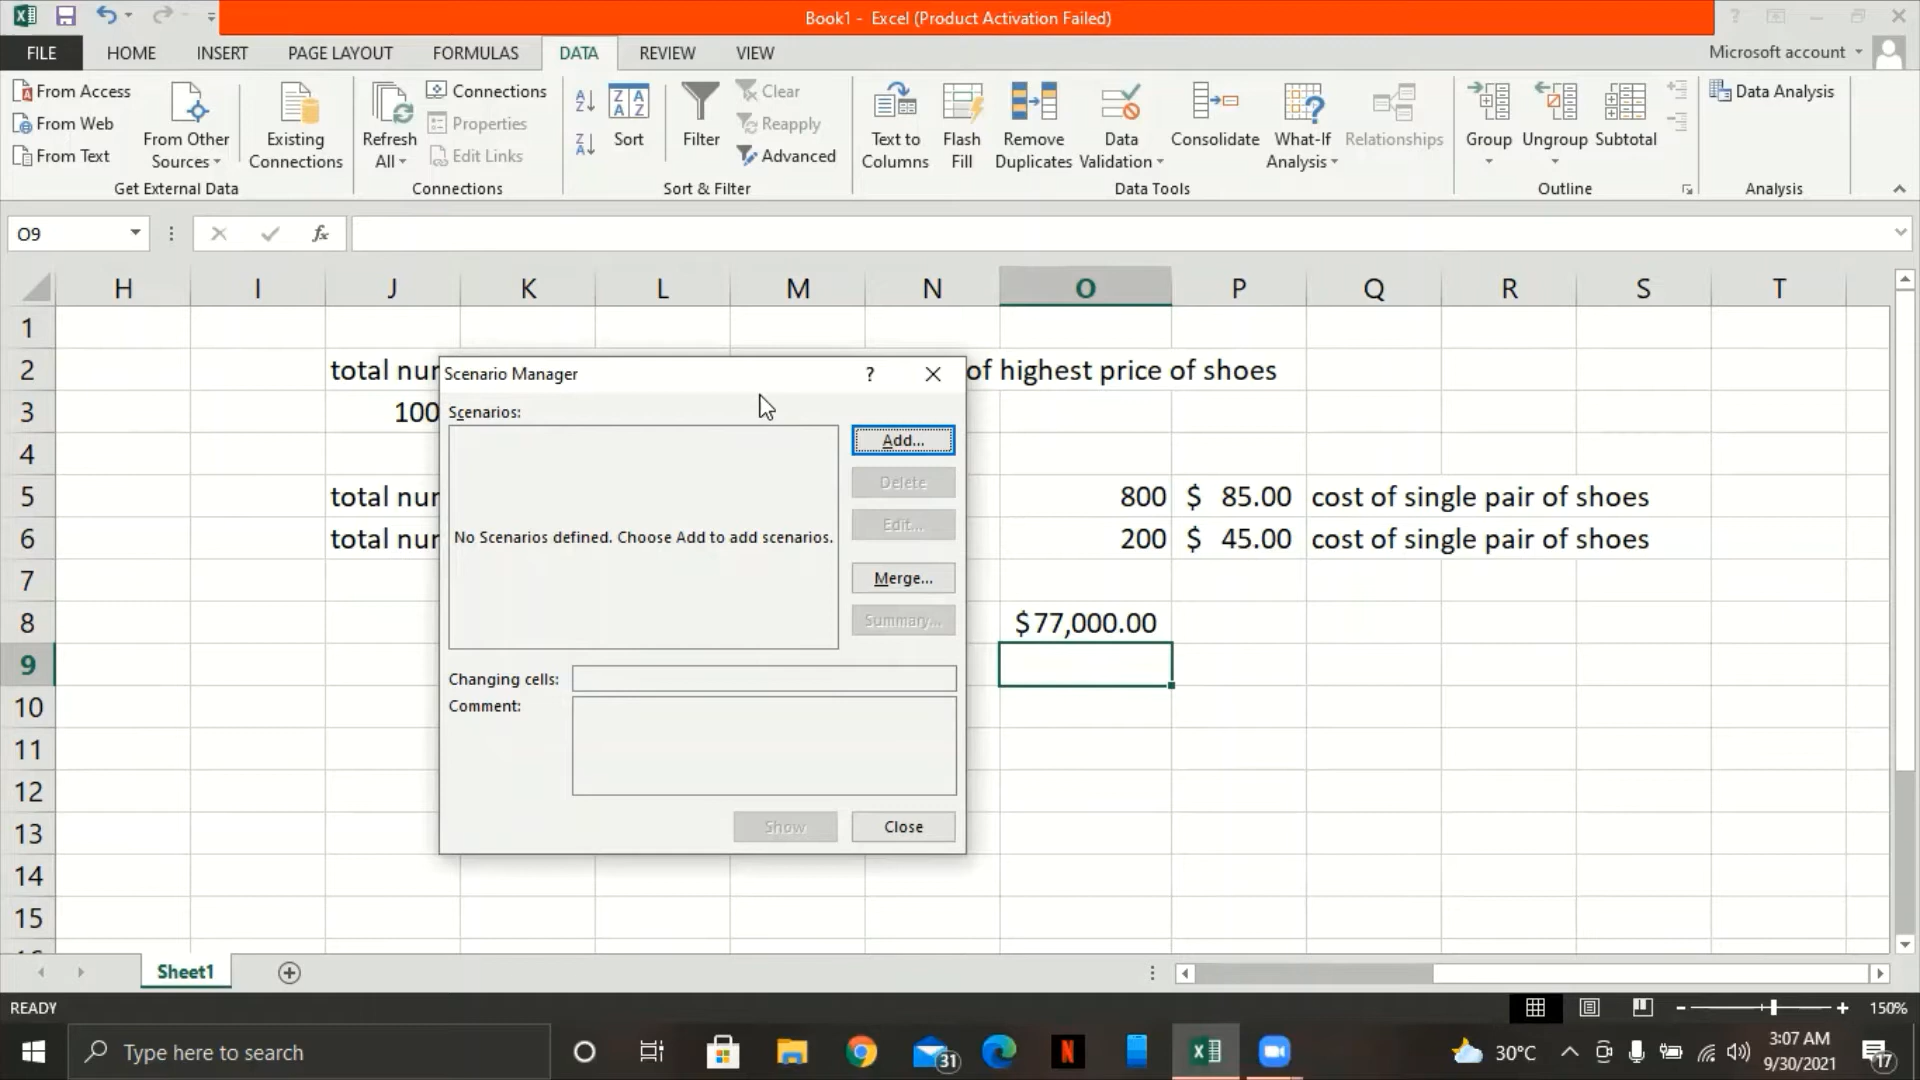 Book1 - Excel (Product Activation Failed)
FILE HOME INSERT PAGE LAYOUT FORMULAS DATA REVIEW VIEW Microsoft account
From Access
From Web
From Text
From Other Sources
Existing Connections
Get External Data
Refresh All
Connections
Properties
Edit Links
Connections
Sort
Filter
Clear
Reapply
Advanced
Sort & Filter
Text to Columns
Flash Fill
Remove Duplicates
Data Validation
Consolidate
What-If Analysis
Relationships
Data Tools
Group
Ungroup
Subtotal
Outline
Data Analysis
Analysis
O9
fx
H I J K L M N O P Q R S T
1
2 total nur of highest price of shoes
3 100
4
5 total nur 800 $ 85.00 cost of single pair of shoes
6 total nur 200 $ 45.00 cost of single pair of shoes
7
8 $77,000.00
9
10
11
12
13
14
15
Scenario Manager ?
Scenarios:
No Scenarios defined. Choose Add to add scenarios.
Add...
Delete
Edit...
Merge...
Summary...
Changing cells:
Comment:
Show Close
Sheet1
READY 150%
Type here to search
31
30°C
3:07 AM
9/30/2021
17